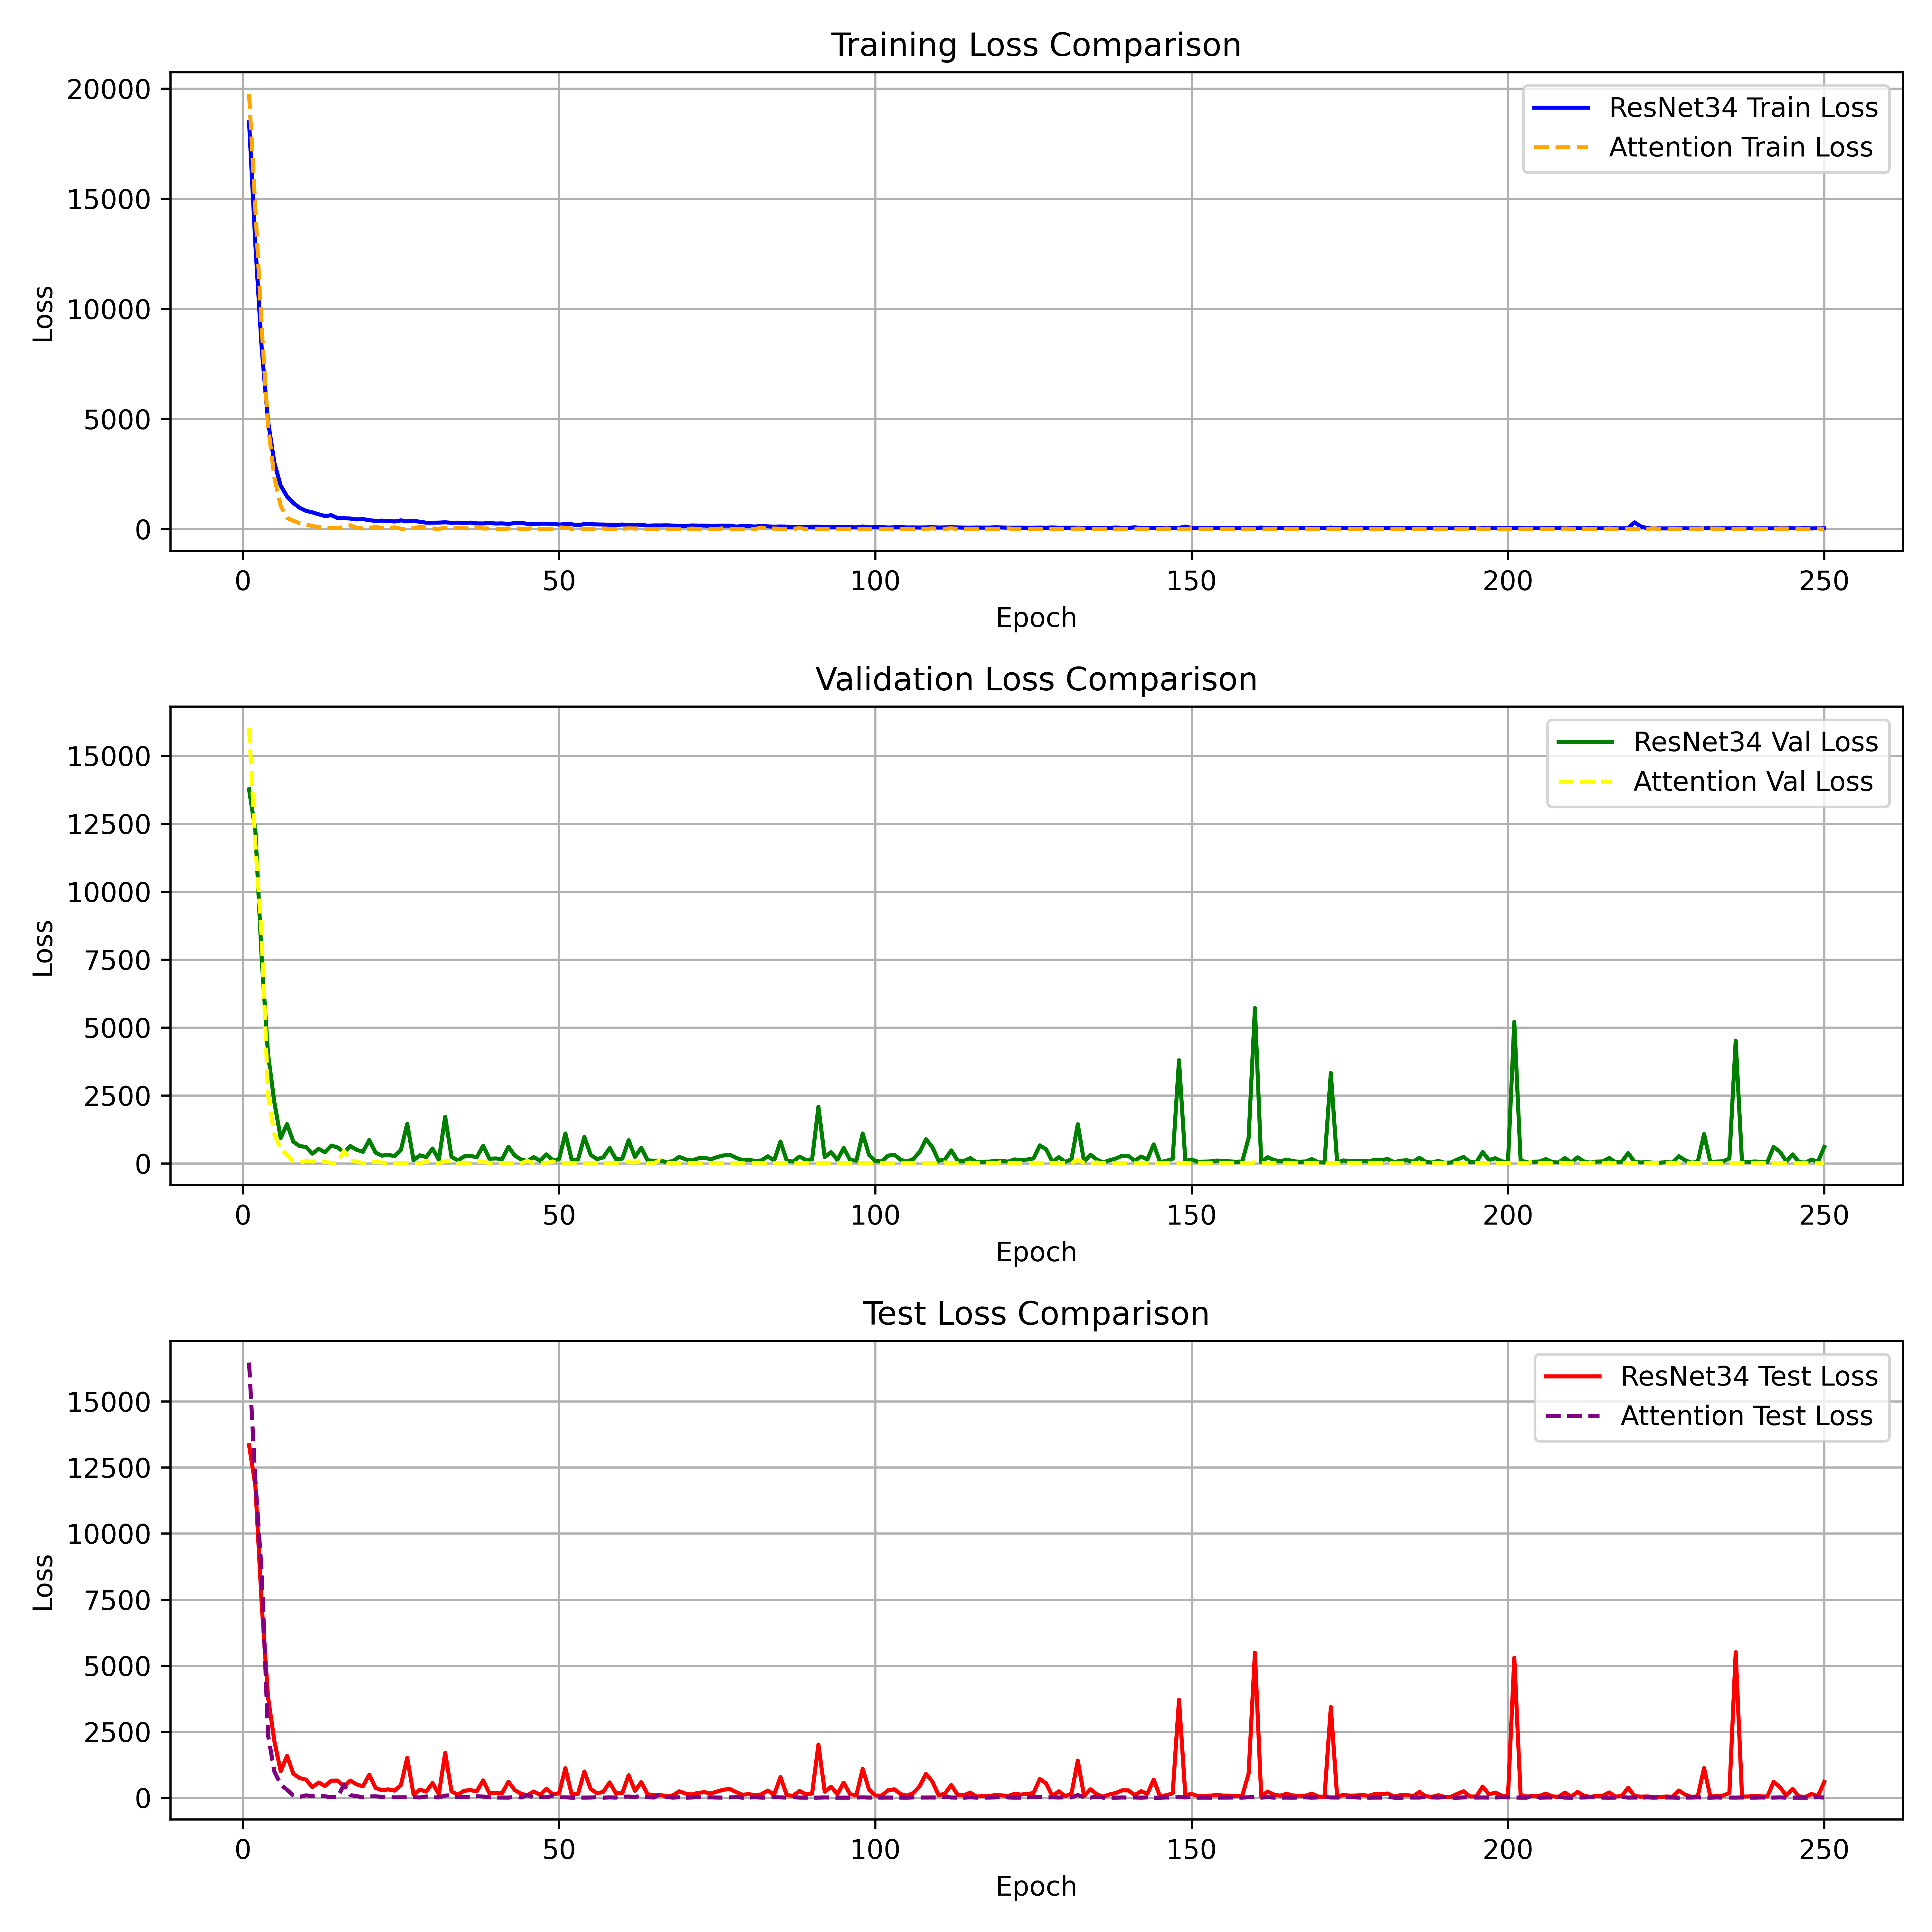 Training Loss Comparison
20000
15000
10000
5000
0
Loss
ResNet34 Train Loss
Attention Train Loss
0 50 100 150 200 250
Epoch
Validation Loss Comparison
15000
12500
10000
7500
5000
2500
0
Loss
ResNet34 Val Loss
Attention Val Loss
0 50 100 150 200 250
Epoch
Test Loss Comparison
15000
12500
10000
7500
5000
2500
0
Loss
ResNet34 Test Loss
Attention Test Loss
0 50 100 150 200 250
Epoch